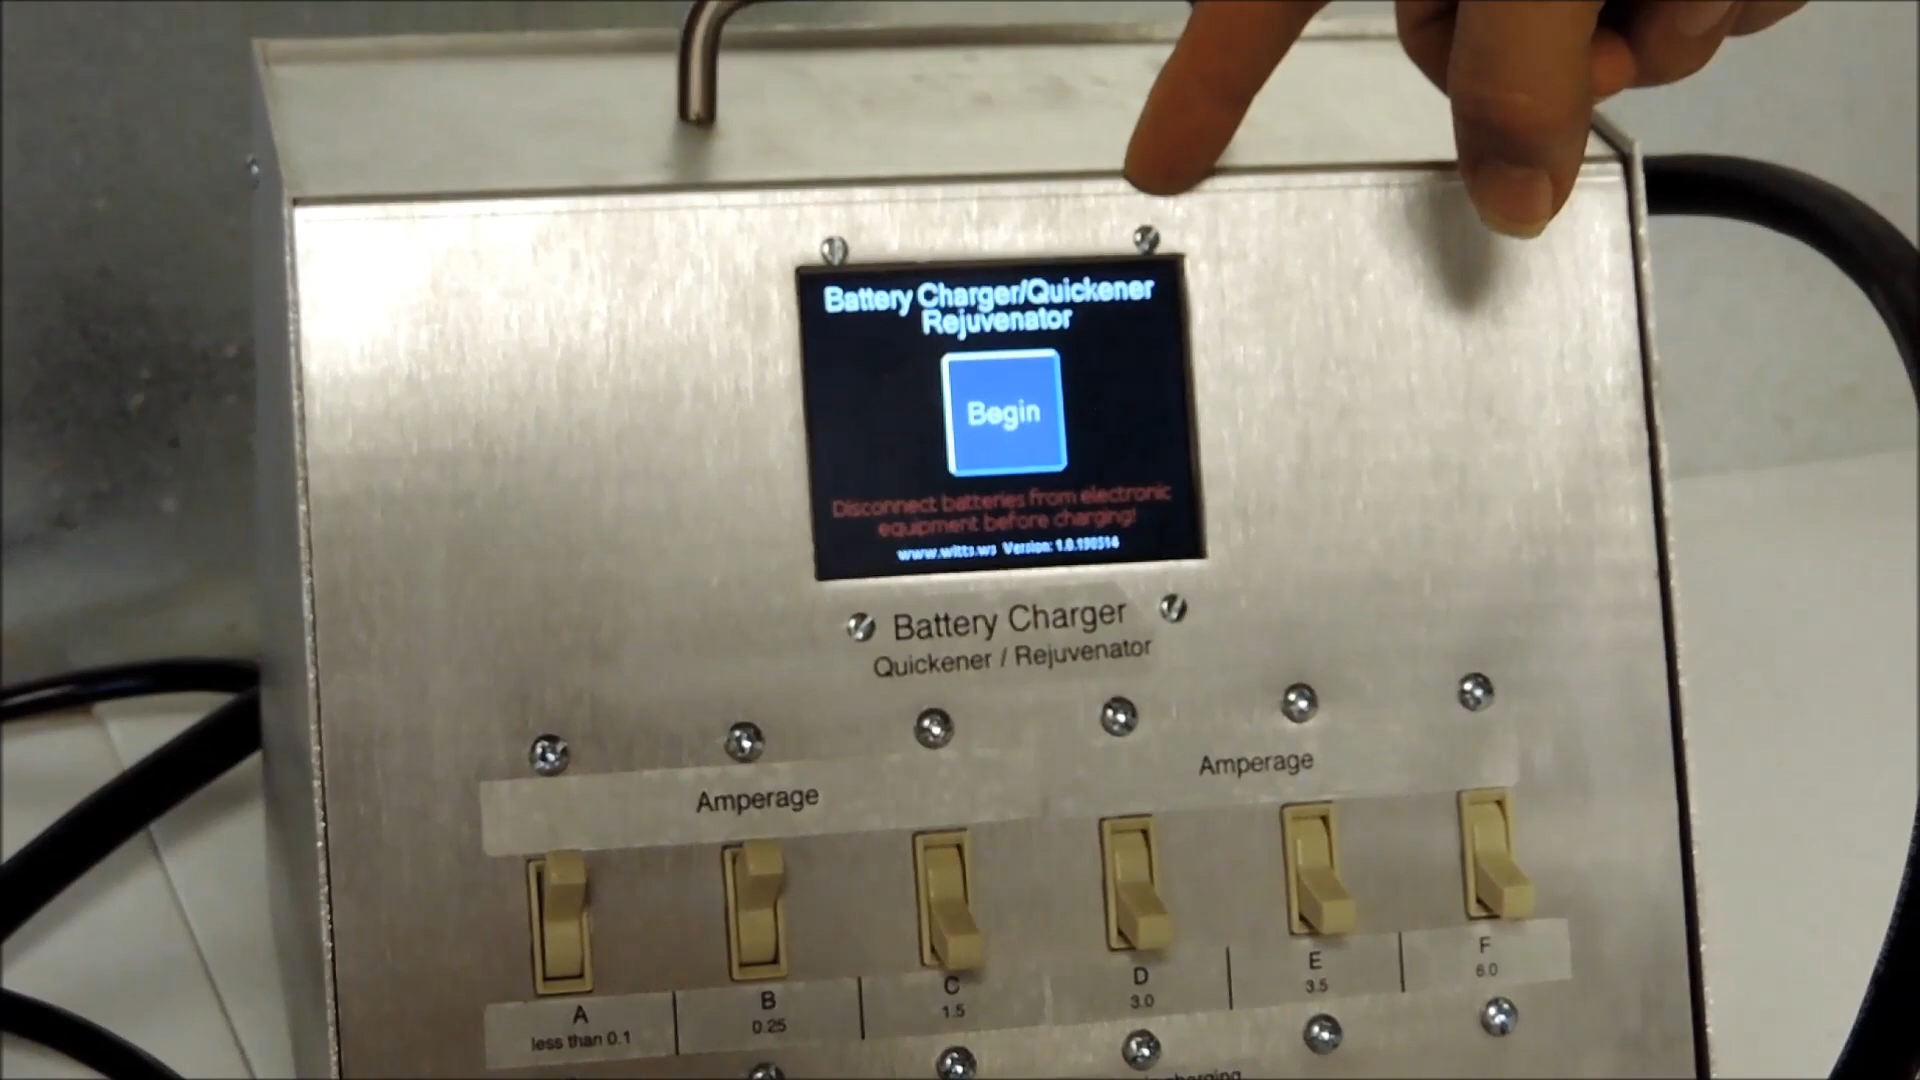 Battery Charger/Quickener
Rejuvenator
Begin
Disconnect batteries from electronic
equipment before charging!
www.witts.ws Version: 1.0.190514
Battery Charger
Quickener / Rejuvenator
Amperage
Amperage
A
B
C
D
E
F
less than 0.1
0.25
1.5
3.0
3.5
6.0
charging